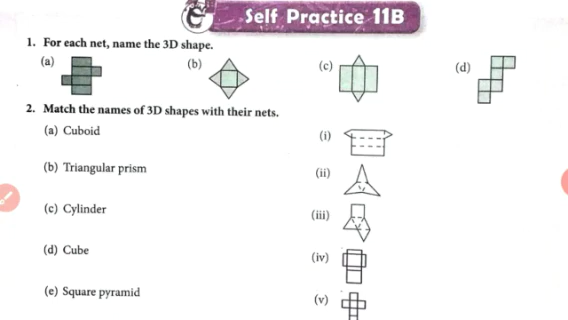 Self Practice 11B
1. For each net, name the 3D shape.
(a) (b) (c) (d)
2. Match the names of 3D shapes with their nets.
(a) Cuboid (i)
(b) Triangular prism (ii)
(c) Cylinder (iii)
(d) Cube (iv)
(e) Square pyramid (v)